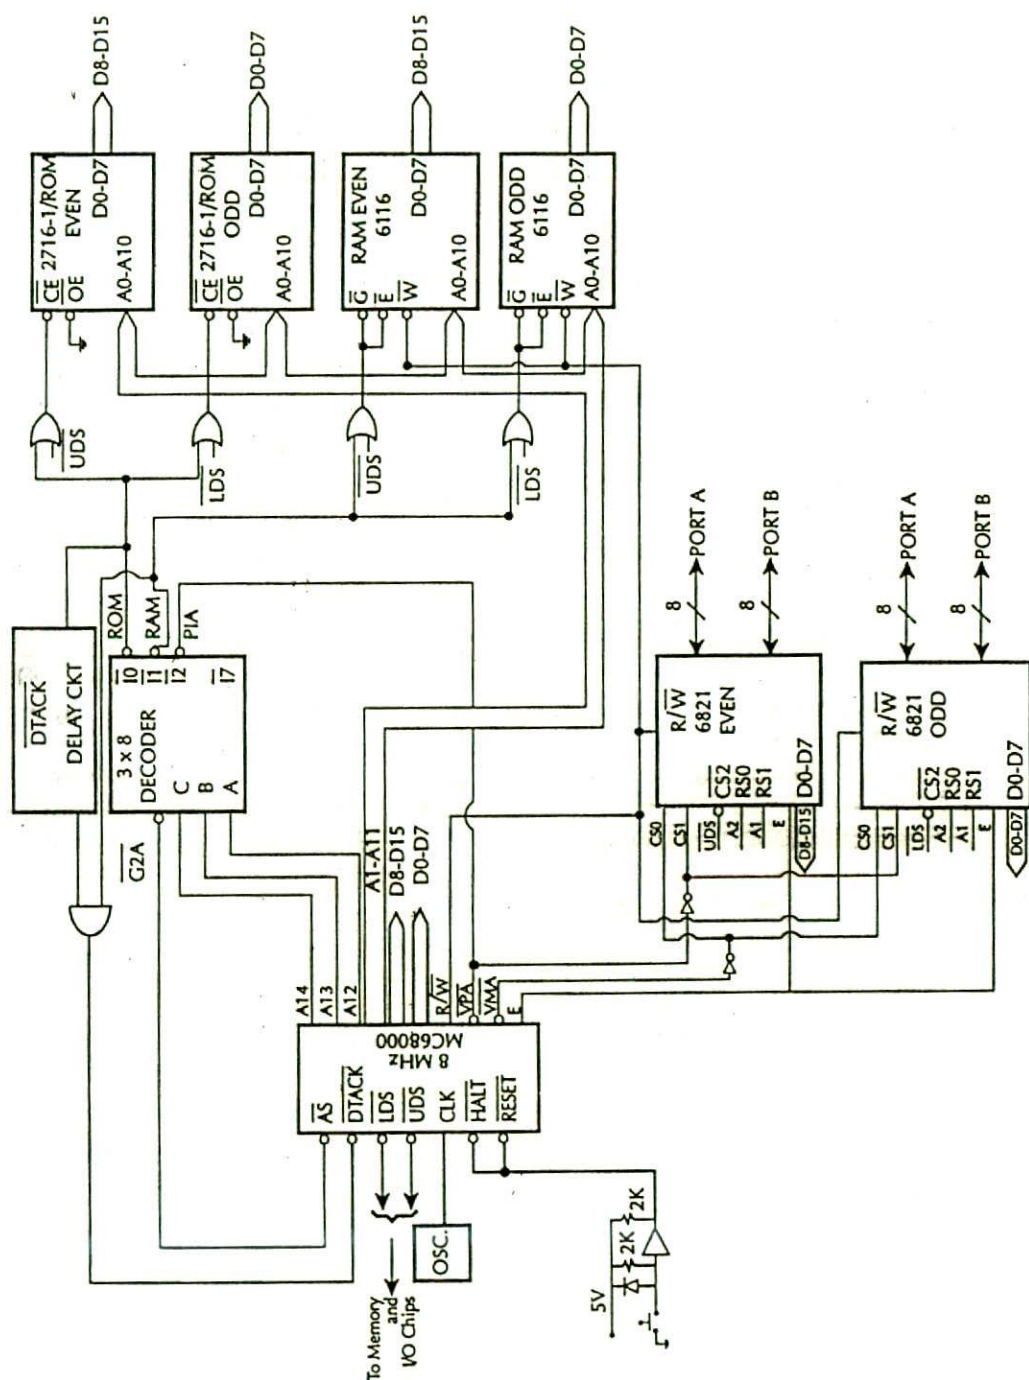 D8-D15
D0-D7
D8-D15
D0-D7
CE 2716-1/ROM
OE EVEN
D0-D7
A0-A10
CE 2716-1/ROM
OE ODD
D0-D7
A0-A10
G RAM EVEN
E 6116
W D0-D7
A0-A10
G RAM ODD
E 6116
W D0-D7
A0-A10
UDS
LDS
UDS
LDS
DTACK
DELAY CKT
ROM
RAM
PIA
I0
I1
I2
I7
3 x 8
DECODER
C
B
A
G2A
A14
A13
A12
A1-A11
D8-D15
D0-D7
R/W
VPA
VMA
E
MC68000
8 MHz
AS
DTACK
LDS
UDS
CLK
HALT
RESET
To Memory
and
I/O Chips
OSC.
5V
2K
2K
PORT A
8
PORT B
8
R/W
6821
EVEN
CS2
RS0
RS1
D0-D7
CS0
CS1
UDS
A2
A1
E
D8-D15
PORT A
8
PORT B
8
R/W
6821
ODD
CS2
RS0
RS1
D0-D7
CS0
CS1
LDS
A2
A1
E
D0-D7